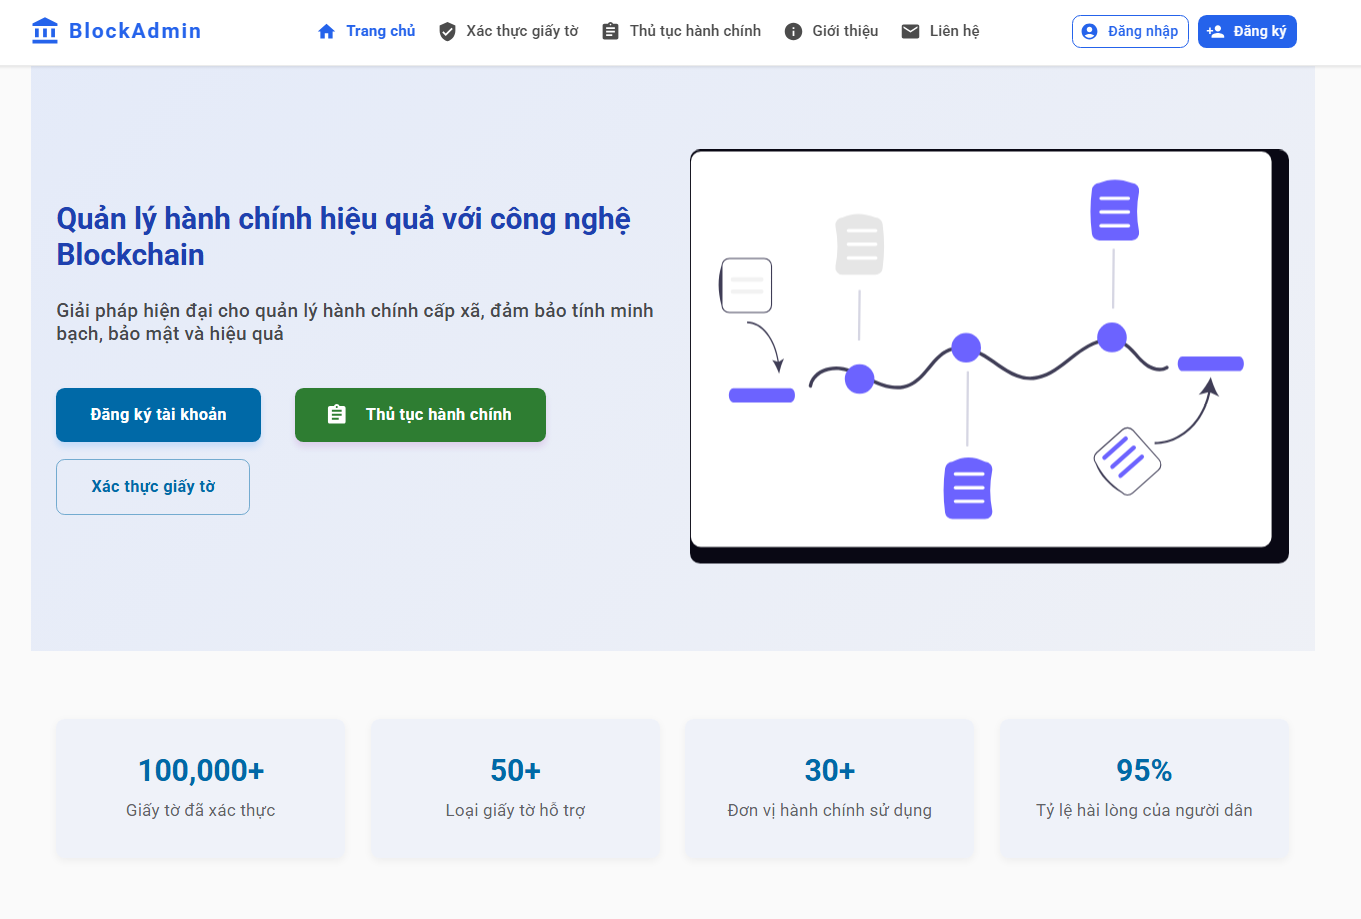 BlockAdmin
Trang chủ
Xác thực giấy tờ
Thủ tục hành chính
Giới thiệu
Liên hệ
Đăng nhập
Đăng ký
Quản lý hành chính hiệu quả với công nghệ
Blockchain
Giải pháp hiện đại cho quản lý hành chính cấp xã, đảm bảo tính minh
bạch, bảo mật và hiệu quả
Đăng ký tài khoản
Thủ tục hành chính
Xác thực giấy tờ
100,000+
Giấy tờ đã xác thực
50+
Loại giấy tờ hỗ trợ
30+
Đơn vị hành chính sử dụng
95%
Tỷ lệ hài lòng của người dân